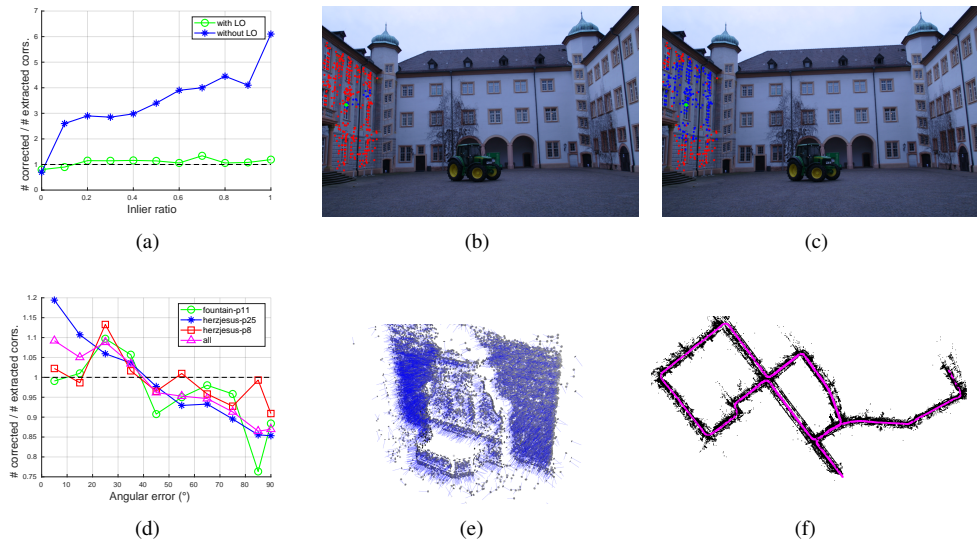 7
6
5
4
3
2
1
0
# corrected / # extracted corrs.
with LO
without LO
0 0.2 0.4 0.6 0.8 1
Inlier ratio
(a)
(b)
(c)
1.2
1.15
1.1
1.05
1
0.95
0.9
0.85
0.8
0.75
# corrected / # extracted corrs.
fountain-p11
herzjesus-p25
herzjesus-p8
all
0 10 20 30 40 50 60 70 80 90
Angular error (°)
(d)
(e)
(f)